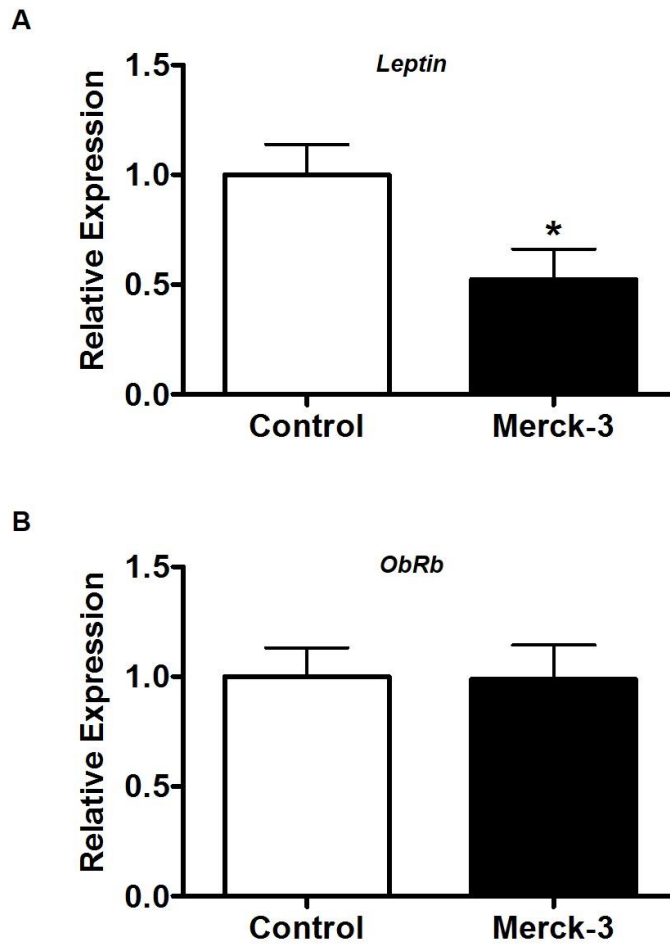 A
Leptin
Relative Expression
1.5
1.0
*
0.5
0.0
Control Merck-3
B
ObRb
Relative Expression
1.5
1.0
0.5
0.0
Control Merck-3